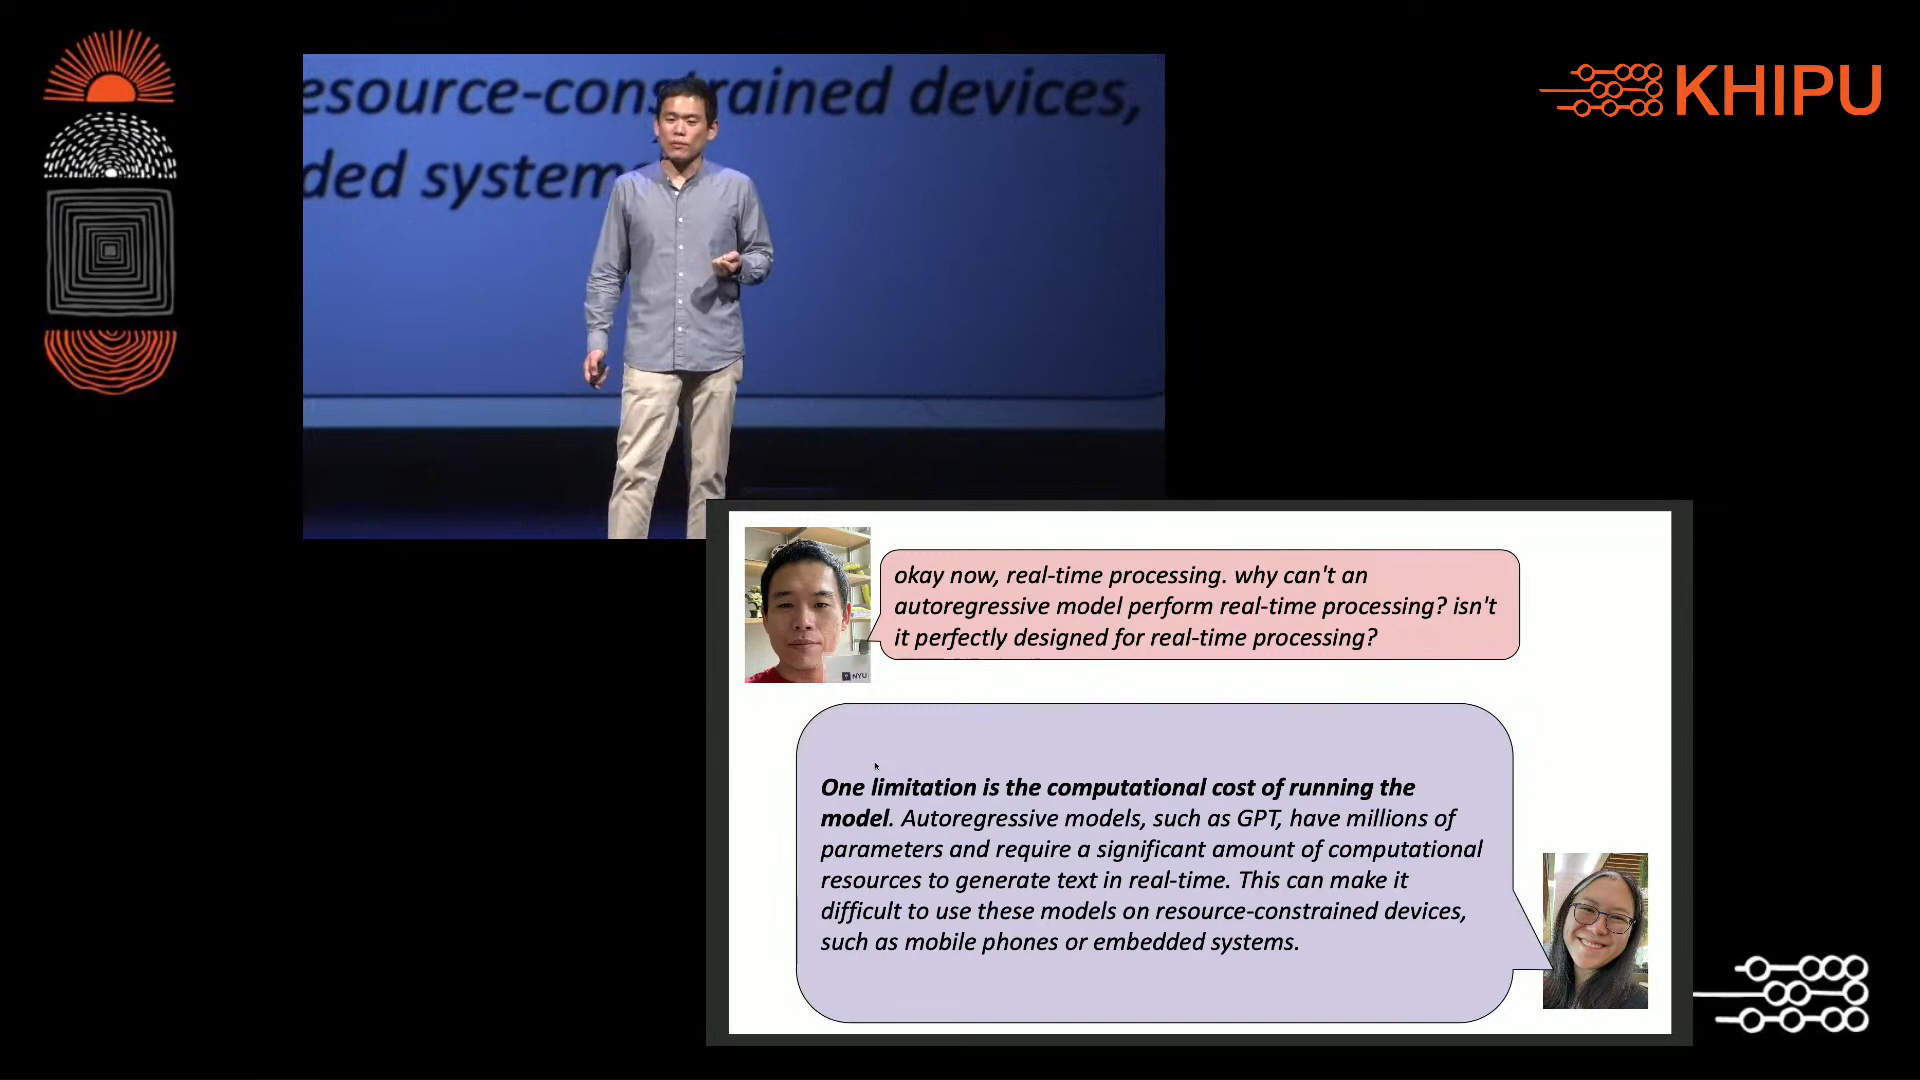 esource-constrained devices,
ded systems
KHIPU
okay now, real-time processing. why can't an
autoregressive model perform real-time processing? isn't
it perfectly designed for real-time processing?
NYU
One limitation is the computational cost of running the
model. Autoregressive models, such as GPT, have millions of
parameters and require a significant amount of computational
resources to generate text in real-time. This can make it
difficult to use these models on resource-constrained devices,
such as mobile phones or embedded systems.